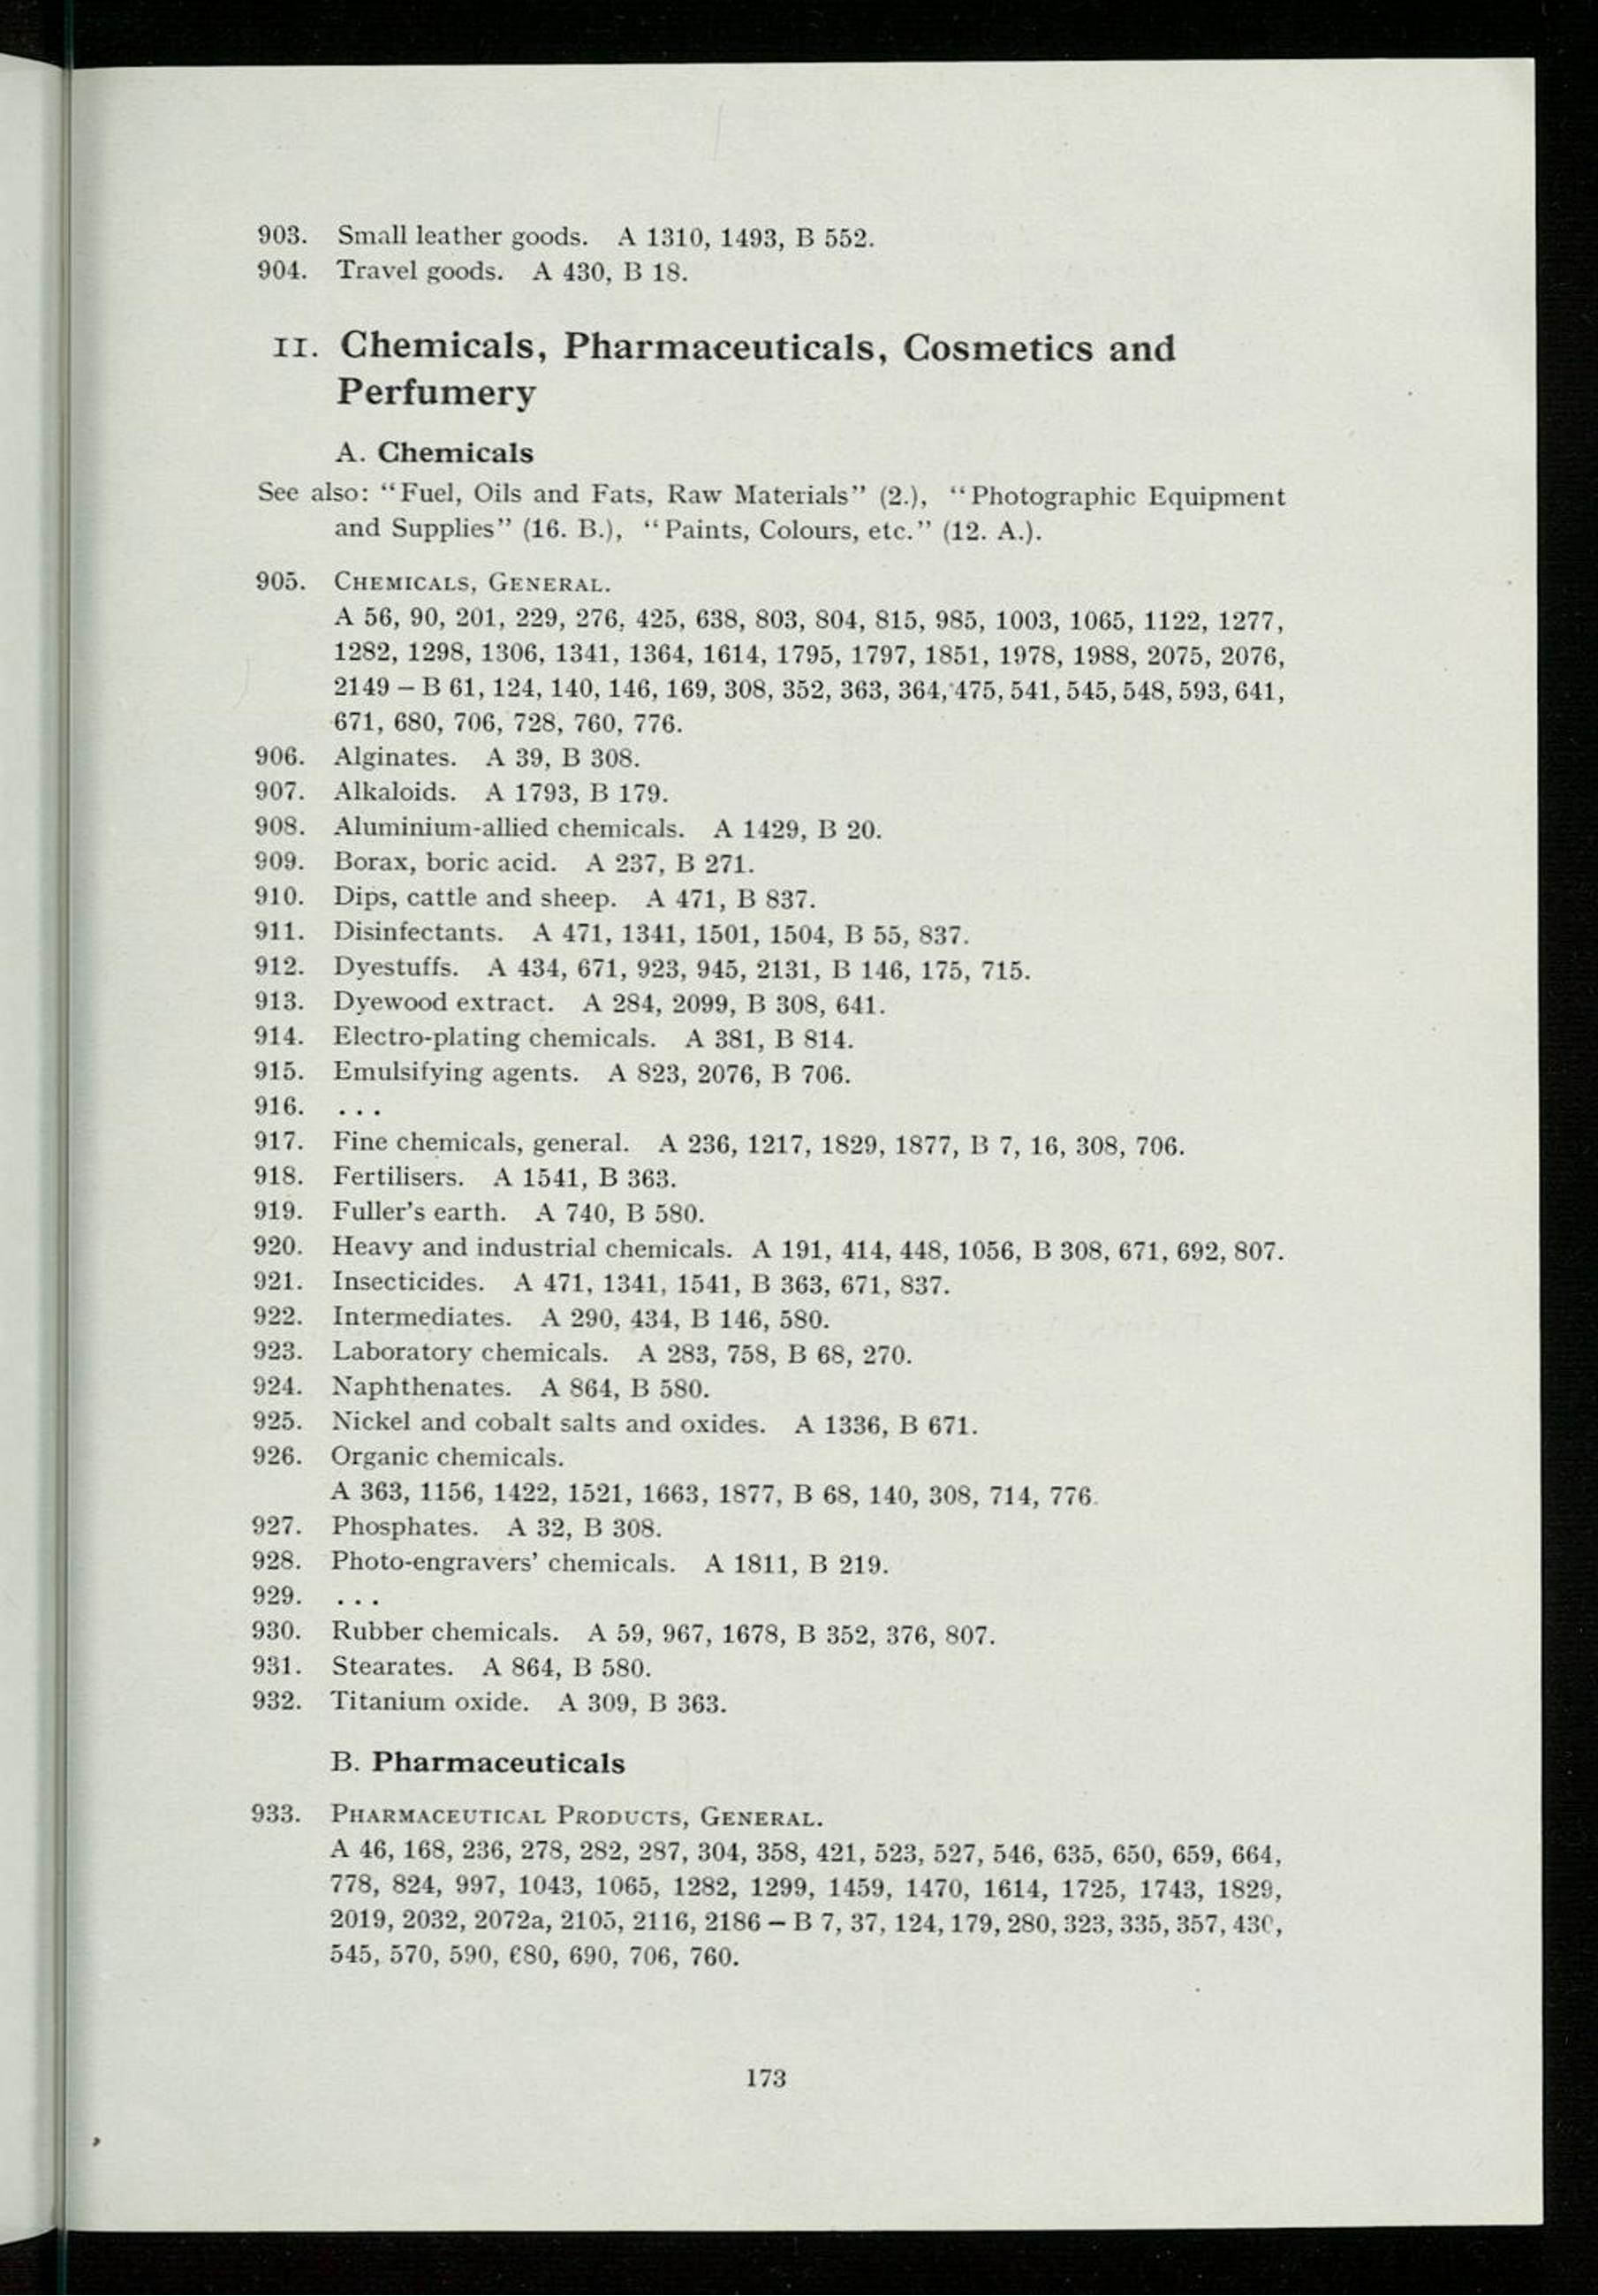 903. Small leather goods. A 1310, 1493, B 552.
904. Travel goods. A 430, B 18.
11. Chemicals, Pharmaceuticals, Cosmetics and
Perfumery
A. Chemicals
See also: “Fuel, Oils and Fats, Raw Materials” (2.), “Photographic Equipment
and Supplies” (16. B.), “Paints, Colours, etc.” (12. A.).
905. CHEMICALS, GENERAL.
A 56, 90, 201, 229, 276, 425, 638, 803, 804, 815, 985, 1003, 1065, 1122, 1277,
1282, 1298, 1306, 1341, 1364, 1614, 1795, 1797, 1851, 1978, 1988, 2075, 2076,
2149 – B 61, 124, 140, 146, 169, 308, 352, 363, 364, 475, 541, 545, 548, 593, 641,
671, 680, 706, 728, 760, 776.
906. Alginates. A 39, B 308.
907. Alkaloids. A 1793, B 179.
908. Aluminium-allied chemicals. A 1429, B 20.
909. Borax, boric acid. A 237, B 271.
910. Dips, cattle and sheep. A 471, B 837.
911. Disinfectants. A 471, 1341, 1501, 1504, B 55, 837.
912. Dyestuffs. A 434, 671, 923, 945, 2131, B 146, 175, 715.
913. Dyewood extract. A 284, 2099, B 308, 641.
914. Electro-plating chemicals. A 381, B 814.
915. Emulsifying agents. A 823, 2076, B 706.
916. ...
917. Fine chemicals, general. A 236, 1217, 1829, 1877, B 7, 16, 308, 706.
918. Fertilisers. A 1541, B 363.
919. Fuller's earth. A 740, B 580.
920. Heavy and industrial chemicals. A 191, 414, 448, 1056, B 308, 671, 692, 807.
921. Insecticides. A 471, 1341, 1541, B 363, 671, 837.
922. Intermediates. A 290, 434, B 146, 580.
923. Laboratory chemicals. A 283, 758, B 68, 270.
924. Naphthenates. A 864, B 580.
925. Nickel and cobalt salts and oxides. A 1336, B 671.
926. Organic chemicals.
A 363, 1156, 1422, 1521, 1663, 1877, B 68, 140, 308, 714, 776.
927. Phosphates. A 32, B 308.
928. Photo-engravers' chemicals. A 1811, B 219.
929. ...
930. Rubber chemicals. A 59, 967, 1678, B 352, 376, 807.
931. Stearates. A 864, B 580.
932. Titanium oxide. A 309, B 363.
B. Pharmaceuticals
933. PHARMACEUTICAL PRODUCTS, GENERAL.
A 46, 168, 236, 278, 282, 287, 304, 358, 421, 523, 527, 546, 635, 650, 659, 664,
778, 824, 997, 1043, 1065, 1282, 1299, 1459, 1470, 1614, 1725, 1743, 1829,
2019, 2032, 2072a, 2105, 2116, 2186 – B 7, 37, 124, 179, 280, 323, 335, 357, 430,
545, 570, 590, 680, 690, 706, 760.
173